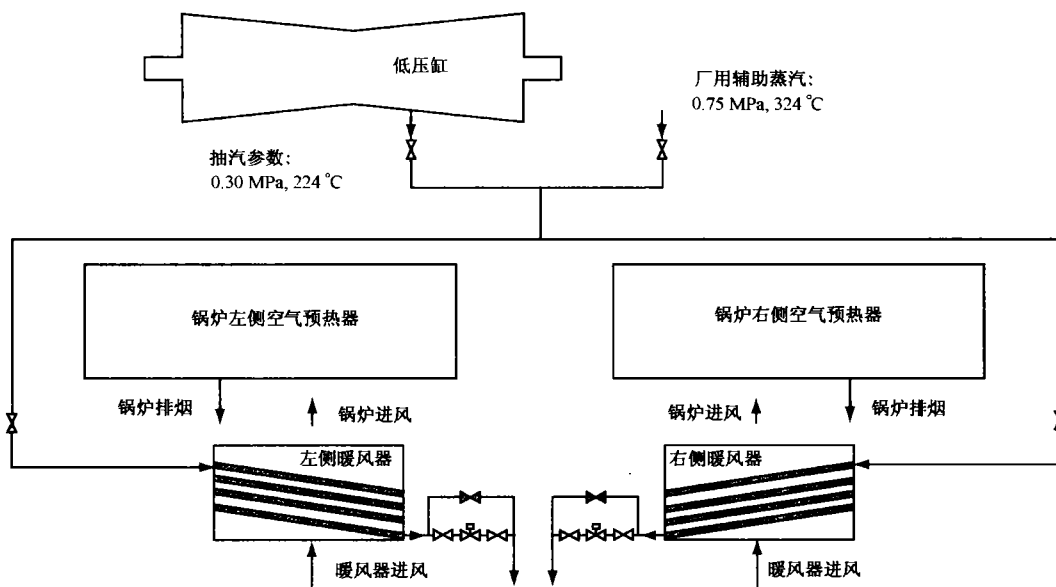 低压缸
厂用辅助蒸汽：
0.75 MPa, 324 ℃
抽汽参数：
0.30 MPa, 224 ℃
锅炉左侧空气预热器
锅炉右侧空气预热器
锅炉排烟
锅炉进风
锅炉进风
锅炉排烟
左侧暖风器
右侧暖风器
暖风器进风
暖风器进风